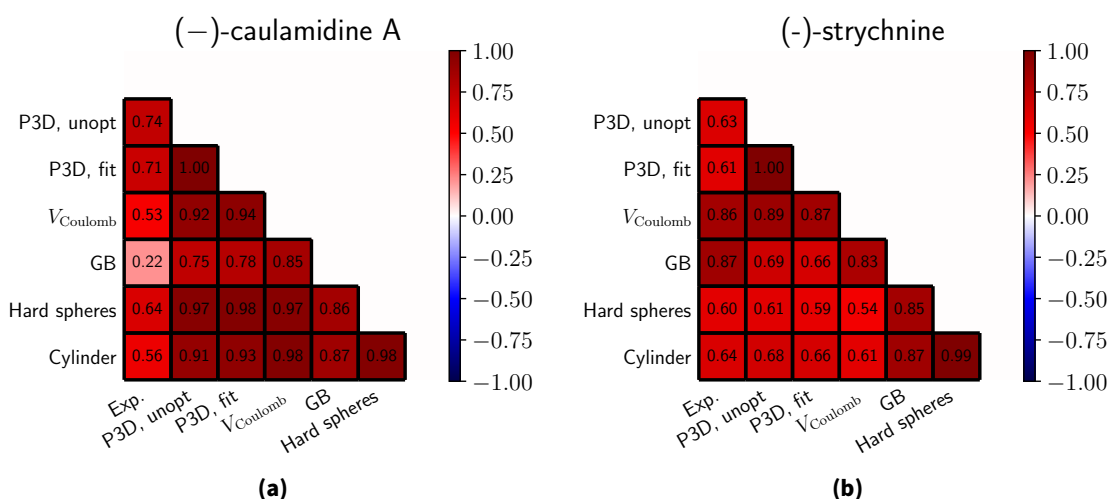 (−)-caulamidine A
P3D, unopt 0.74
P3D, fit 0.71 1.00
V_Coulomb 0.53 0.92 0.94
GB 0.22 0.75 0.78 0.85
Hard spheres 0.64 0.97 0.98 0.97 0.86
Cylinder 0.56 0.91 0.93 0.98 0.87 0.98
Exp. P3D, unopt P3D, fit V_Coulomb GB Hard spheres
1.00
0.75
0.50
0.25
0.00
−0.25
−0.50
−0.75
−1.00
(a)
(-)-strychnine
P3D, unopt 0.63
P3D, fit 0.61 1.00
V_Coulomb 0.86 0.89 0.87
GB 0.87 0.69 0.66 0.83
Hard spheres 0.60 0.61 0.59 0.54 0.85
Cylinder 0.64 0.68 0.66 0.61 0.87 0.99
Exp. P3D, unopt P3D, fit V_Coulomb GB Hard spheres
1.00
0.75
0.50
0.25
0.00
−0.25
−0.50
−0.75
−1.00
(b)